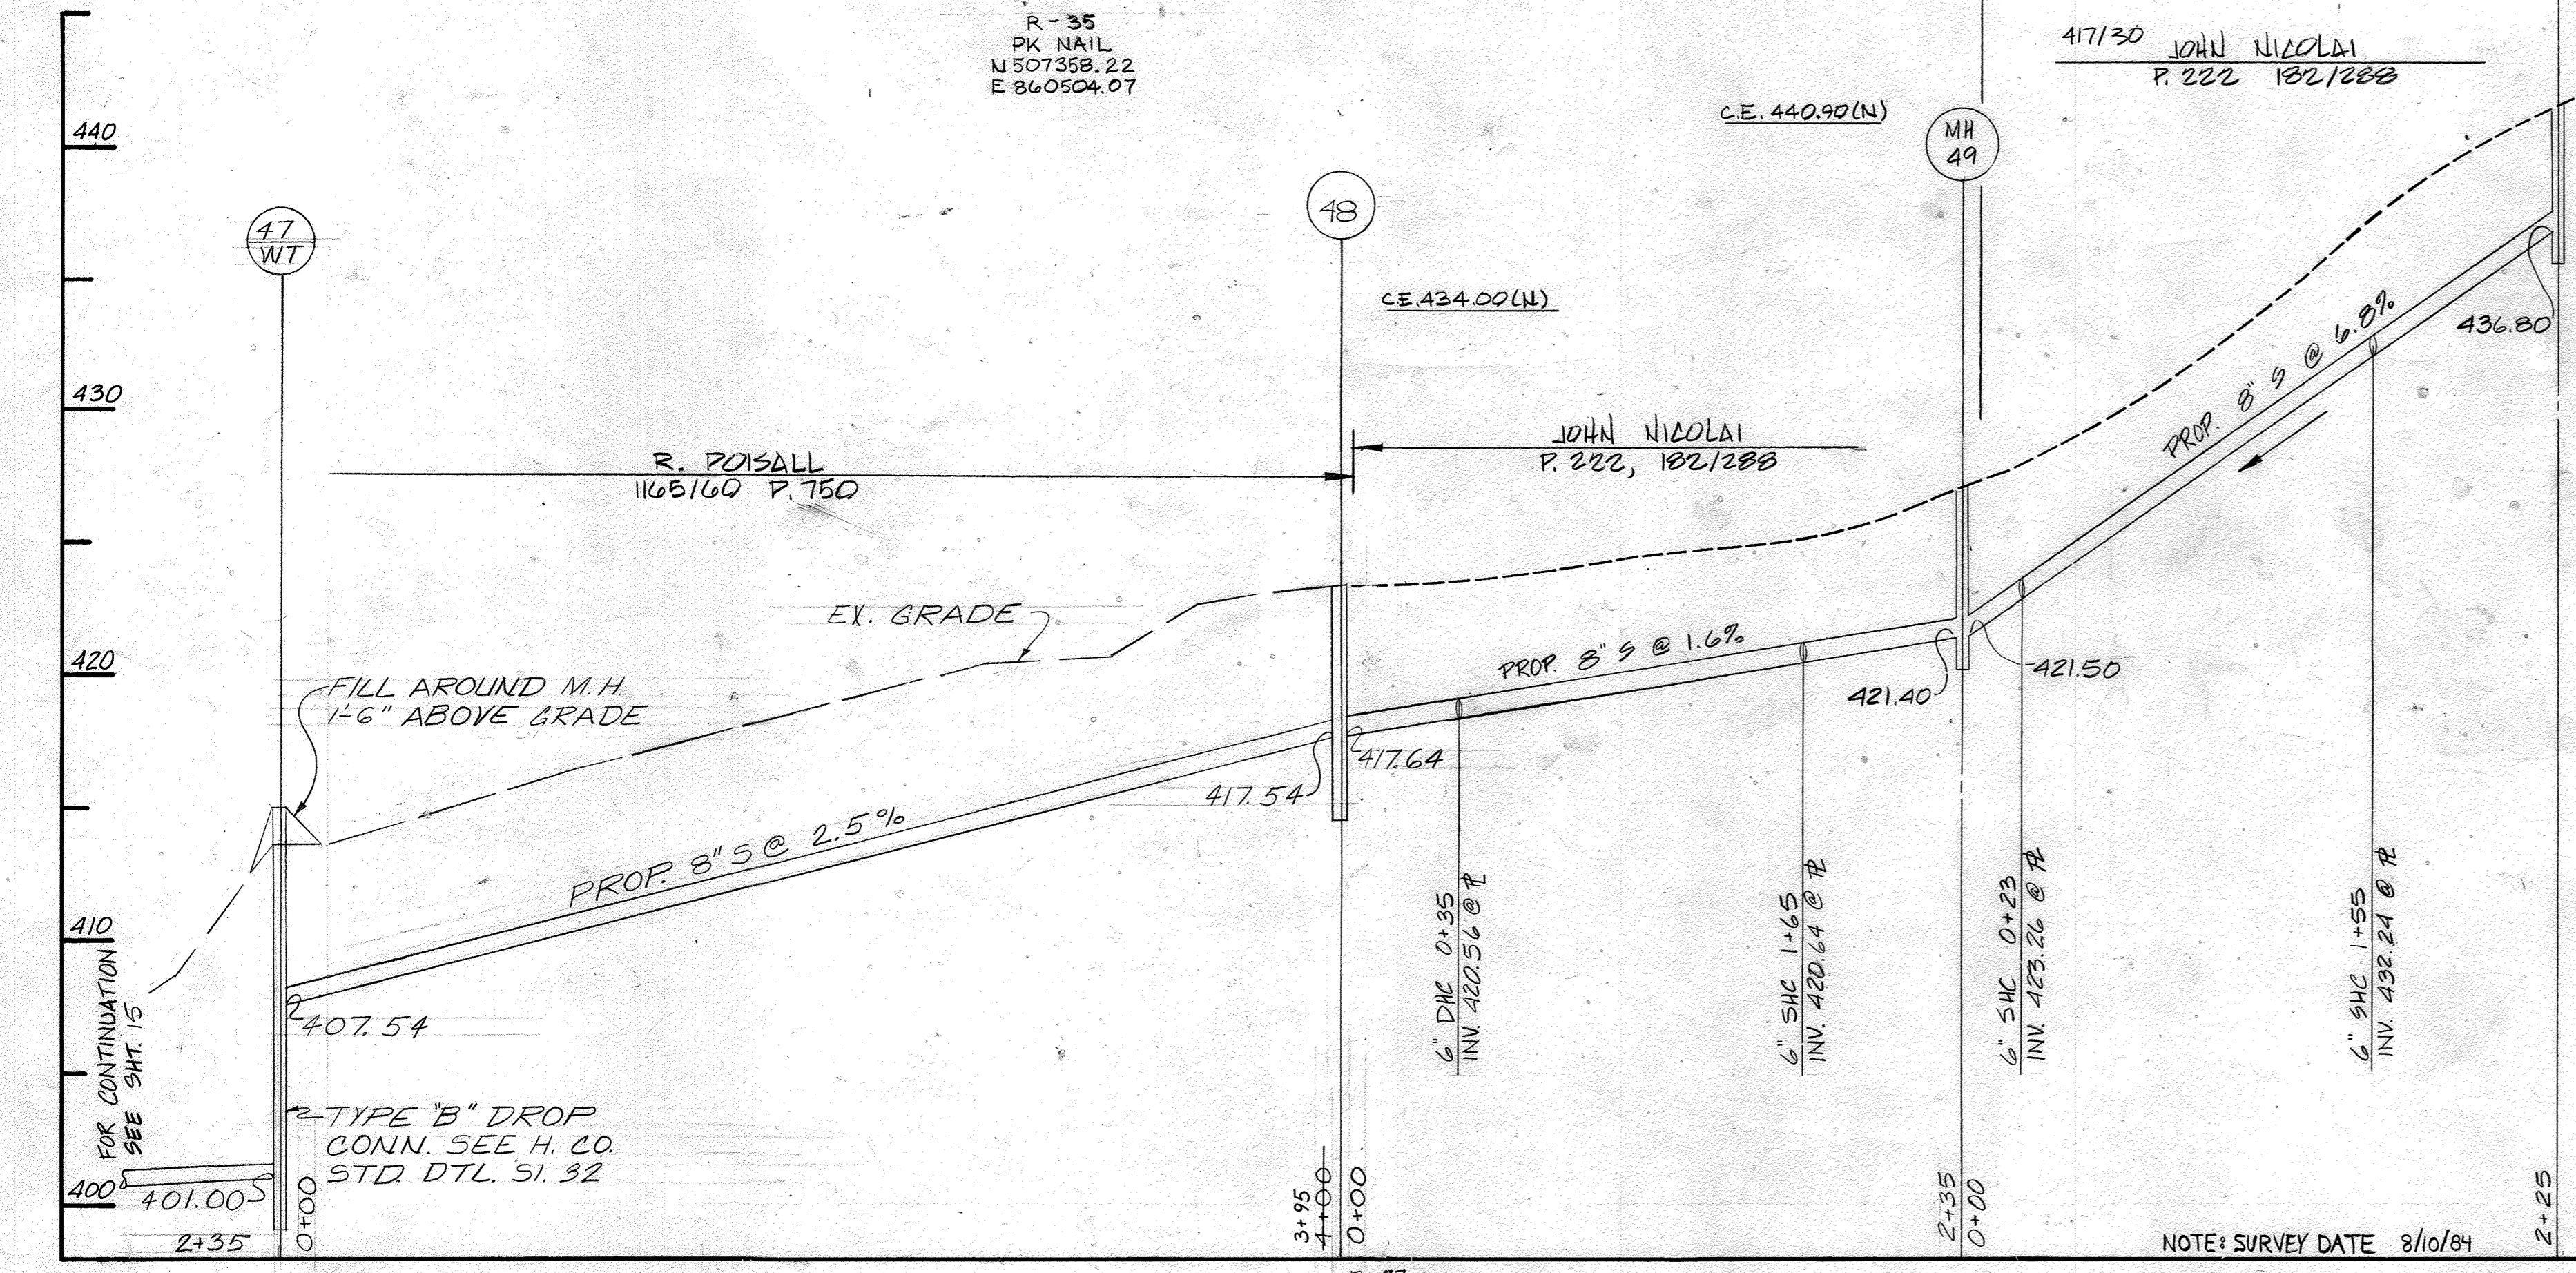 R-35
PK NAIL
N 507358.22
E 860504.07
417/30
JOHN NICOLAI
P. 222 182/288
C.E. 440.90(N)
MH
49
440
47
WT
48
C.E. 434.00(N)
PROP. 8" S @ 6.8%
436.80
430
R. POISALL
1165/60 P. 750
JOHN NICOLAI
P. 222, 182/288
EX. GRADE
420
FILL AROUND M.H.
1'-6" ABOVE GRADE
PROP. 8" S @ 1.6%
421.40
421.50
417.54
417.64
PROP. 8" S @ 2.5%
410
407.54
FOR CONTINUATION
SEE SHT. 15
TYPE "B" DROP
CONN. SEE H. CO.
STD. DTL. S1. 32
400
401.00
2+35
0+00
3+95
4+00
0+00
6" DHC 0+35
INV. 420.56 @ PL
6" SHC 1+65
INV. 420.64 @ PL
2+35
0+00
6" SHC 0+23
INV. 423.26 @ PL
6" SHC 1+55
INV. 432.24 @ PL
2+25
NOTE: SURVEY DATE 8/10/84